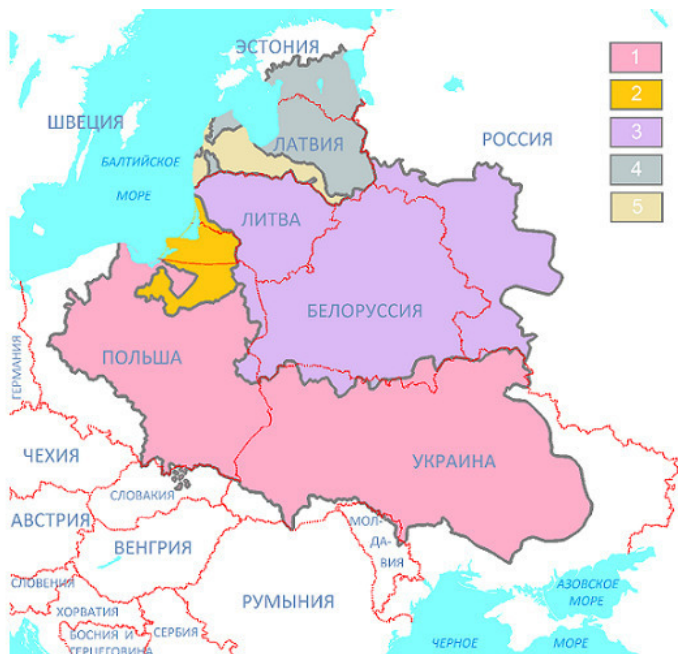 ЭСТОНИЯ
1
2
3
4
5
ШВЕЦИЯ
РОССИЯ
ЛАТВИЯ
БАЛТИЙСКОЕ
МОРЕ
ЛИТВА
БЕЛОРУССИЯ
ПОЛЬША
ГЕРМАНИЯ
УКРАИНА
ЧЕХИЯ
СЛОВАКИЯ
АВСТРИЯ
МОЛ-
ДА-
ВИЯ
ВЕНГРИЯ
СЛОВЕНИЯ
АЗОВСКОЕ
МОРЕ
РУМЫНИЯ
ХОРВАТИЯ
БОСНИЯ И
ГЕРЦЕГОВИНА
СЕРБИЯ
ЧЕРНОЕ
МОРЕ